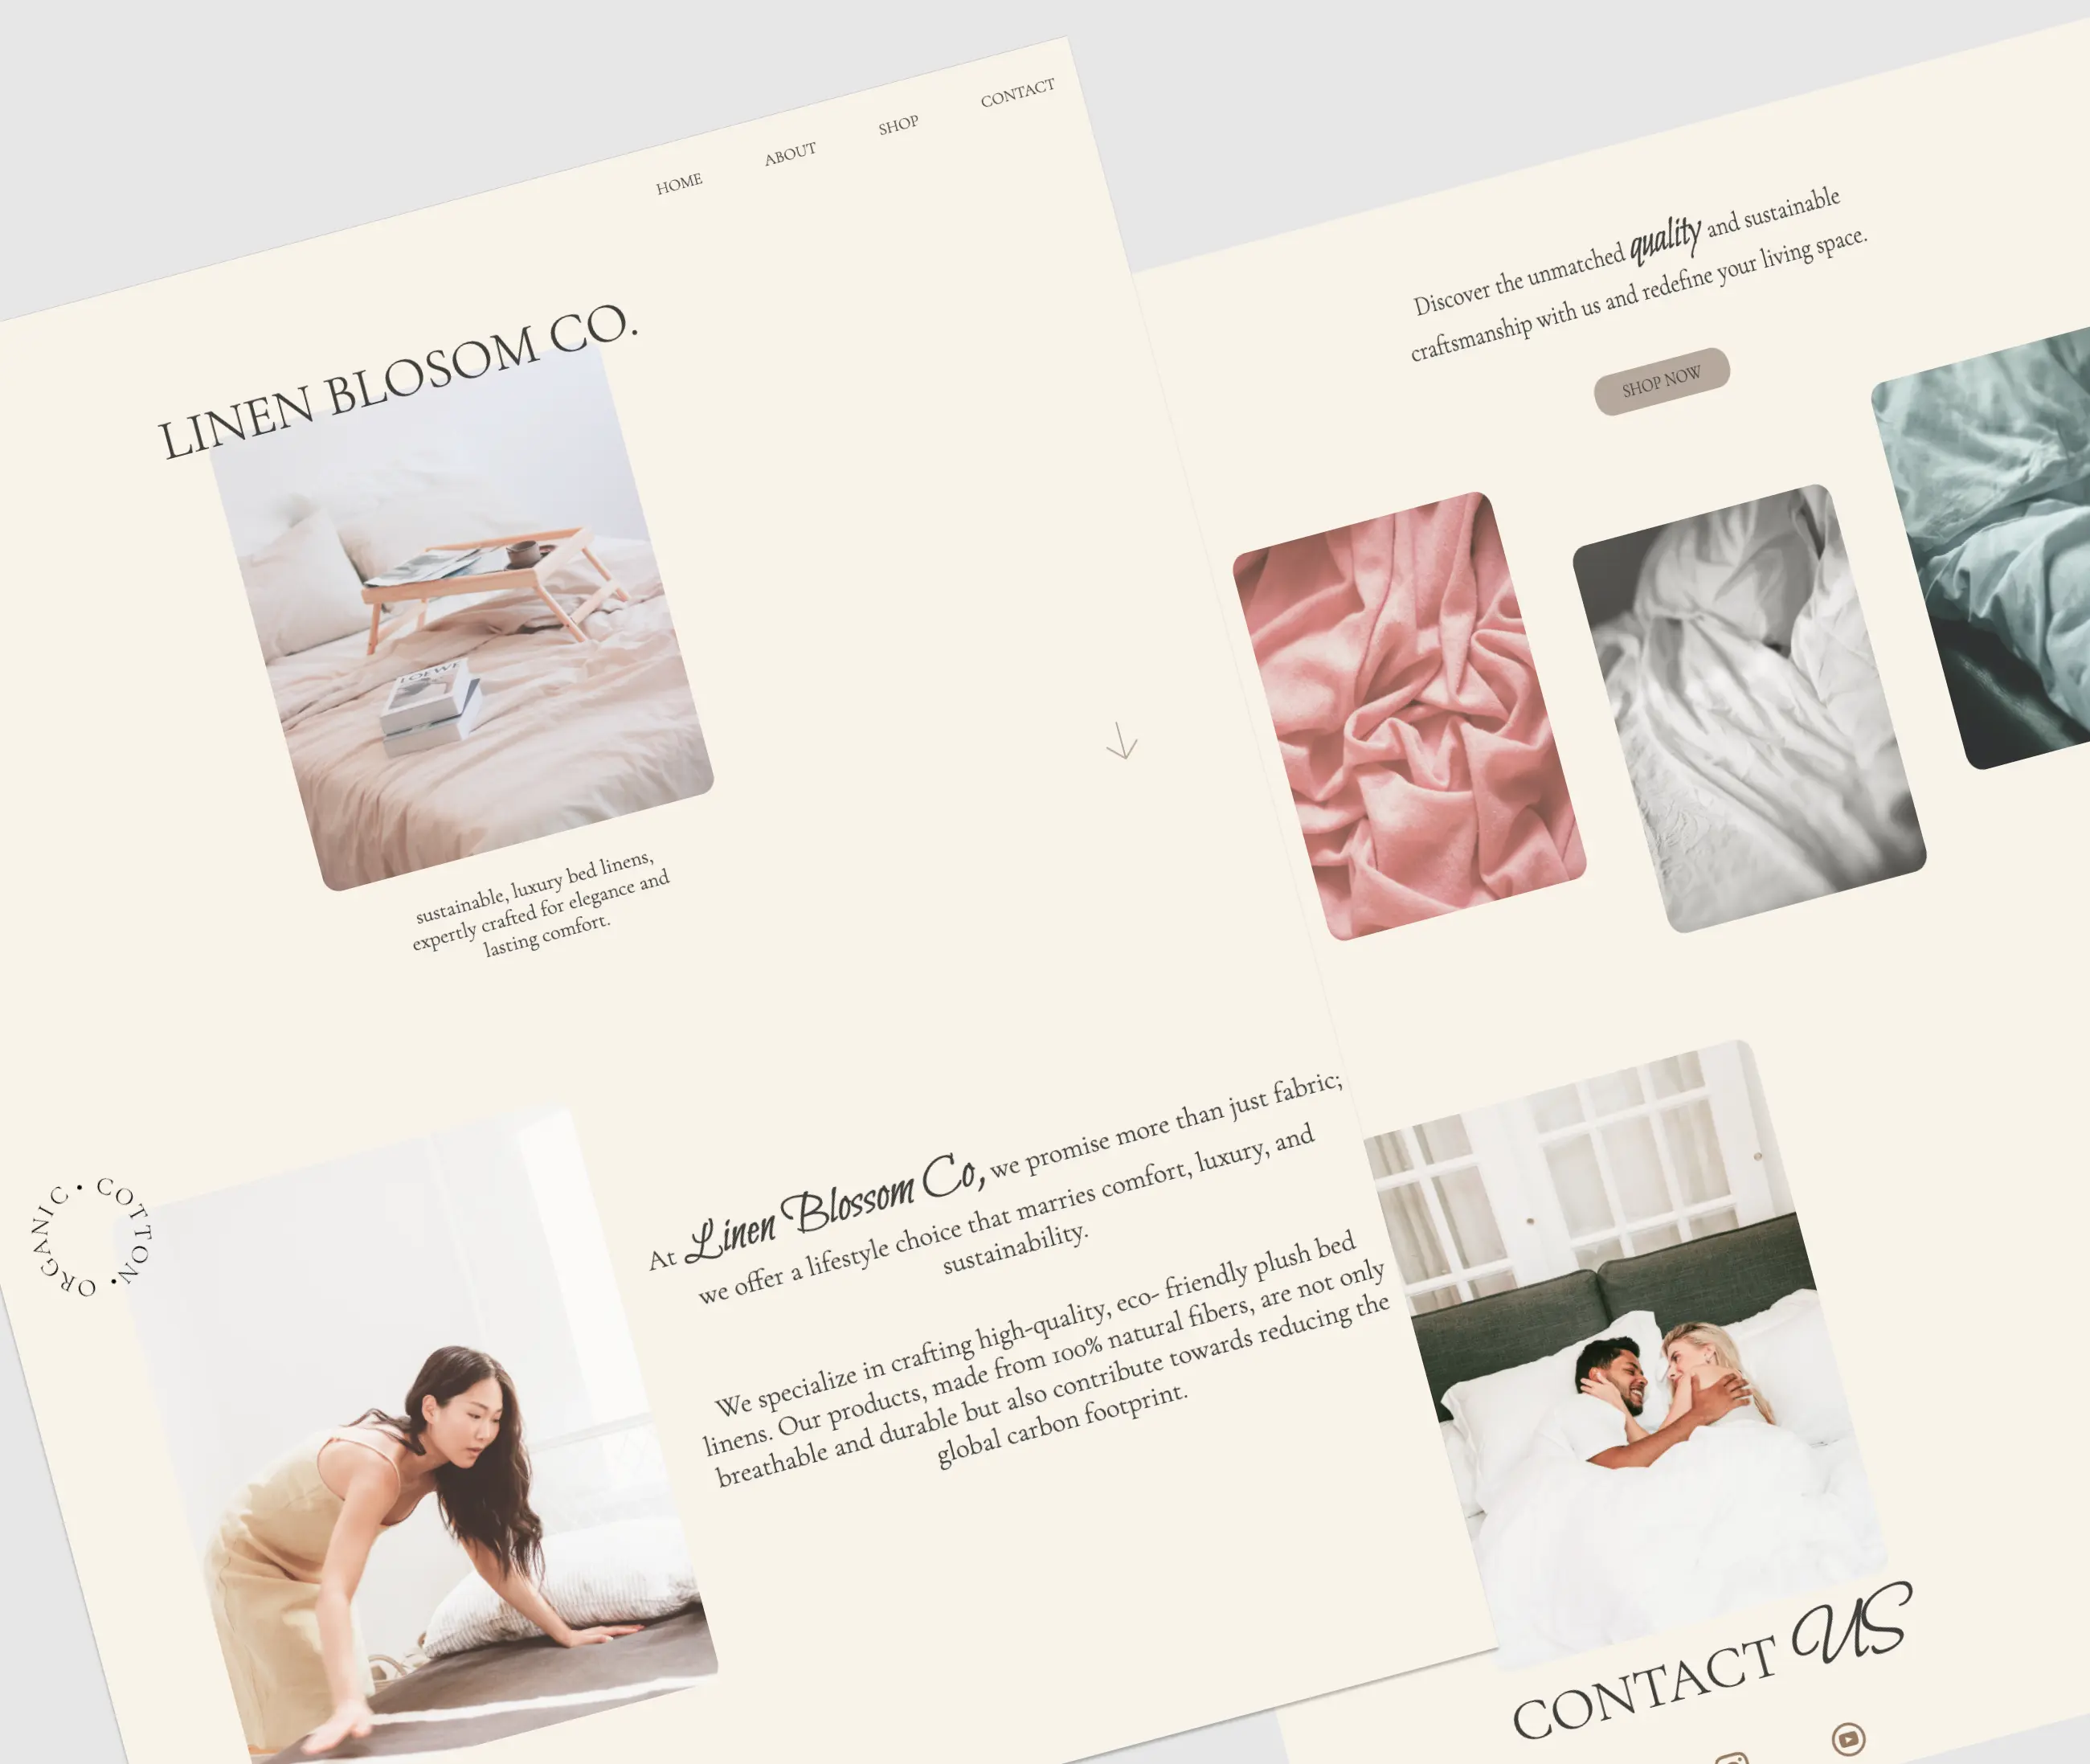 HOME ABOUT SHOP CONTACT
LINEN BLOSOM CO.
LOEWE
sustainable, luxury bed linens,
expertly crafted for elegance and
lasting comfort.
ORGANIC • COTTON •
At Linen Blossom Co, we promise more than just fabric;
we offer a lifestyle choice that marries comfort, luxury, and
sustainability.
We specialize in crafting high-quality, eco- friendly plush bed
linens. Our products, made from 100% natural fibers, are not only
breathable and durable but also contribute towards reducing the
global carbon footprint.
Discover the unmatched quality and sustainable
craftsmanship with us and redefine your living space.
SHOP NOW
CONTACT US